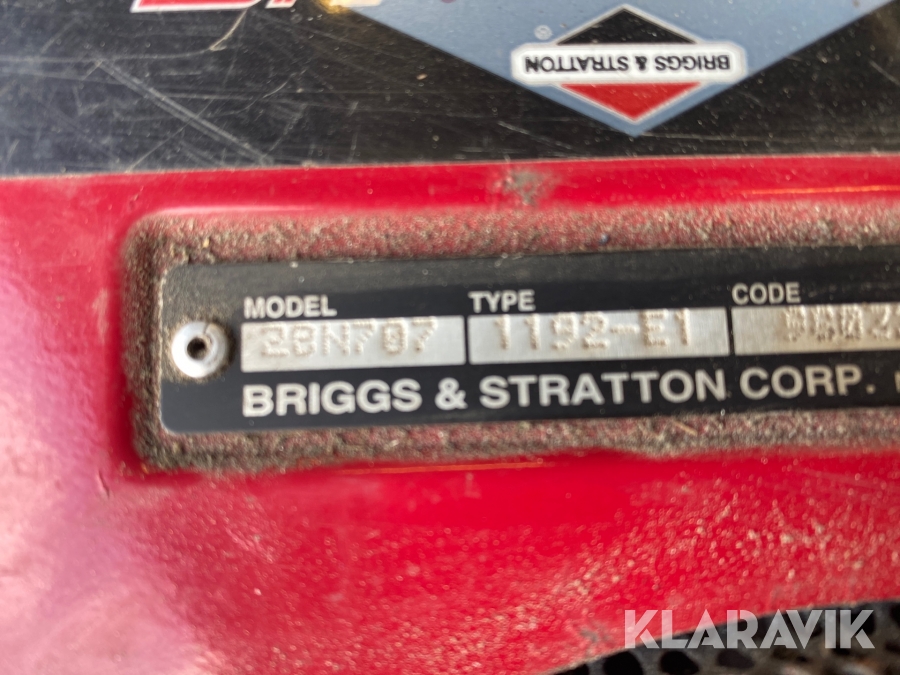 BRIGGS & STRATTON
®
MODEL TYPE CODE
28N707 1192-E1
BRIGGS & STRATTON CORP.
KLARAVIK